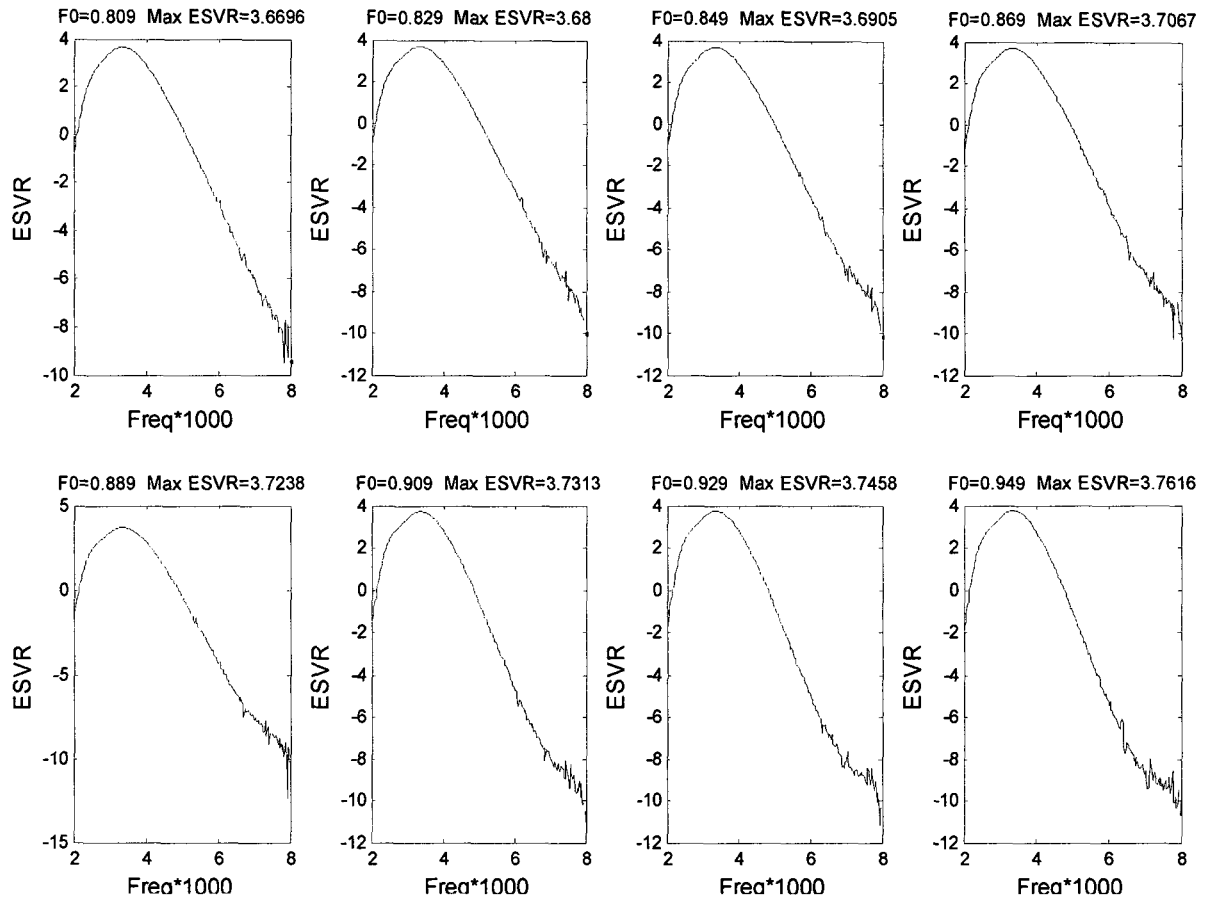 F0=0.809 Max ESVR=3.6696
4
2
0
-2
-4
-6
-8
-10
ESVR
2 4 6 8
Freq*1000
F0=0.829 Max ESVR=3.68
4
2
0
-2
-4
-6
-8
-10
-12
ESVR
2 4 6 8
Freq*1000
F0=0.849 Max ESVR=3.6905
4
2
0
-2
-4
-6
-8
-10
-12
ESVR
2 4 6 8
Freq*1000
F0=0.869 Max ESVR=3.7067
4
2
0
-2
-4
-6
-8
-10
-12
ESVR
2 4 6 8
Freq*1000
F0=0.889 Max ESVR=3.7238
5
0
-5
-10
-15
ESVR
2 4 6 8
Freq*1000
F0=0.909 Max ESVR=3.7313
4
2
0
-2
-4
-6
-8
-10
-12
ESVR
2 4 6 8
Freq*1000
F0=0.929 Max ESVR=3.7458
4
2
0
-2
-4
-6
-8
-10
-12
ESVR
2 4 6 8
Freq*1000
F0=0.949 Max ESVR=3.7616
4
2
0
-2
-4
-6
-8
-10
-12
ESVR
2 4 6 8
Freq*1000